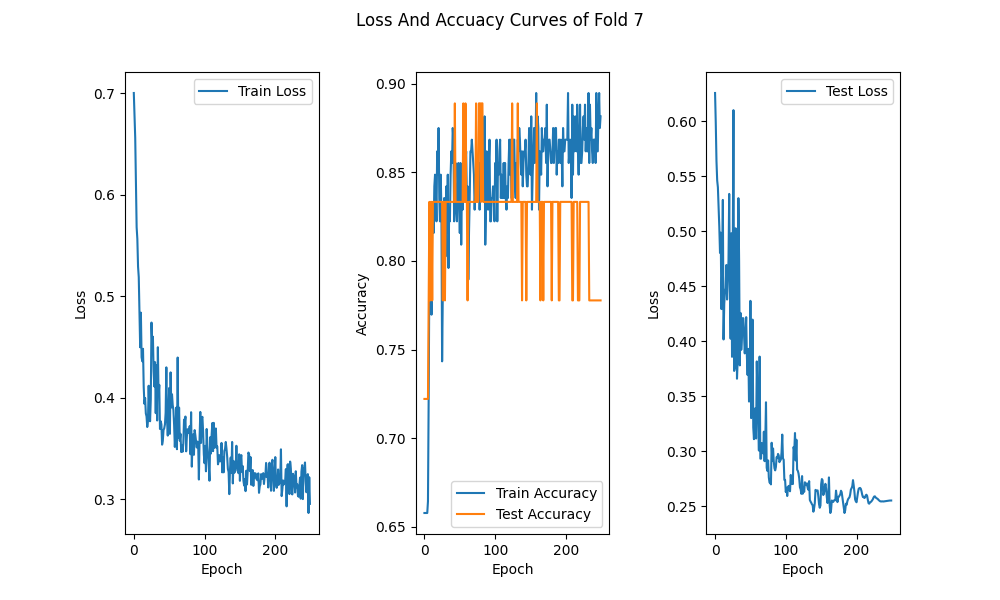 Loss And Accuacy Curves of Fold 7
Loss
0.7
0.6
0.5
0.4
0.3
0
100
200
Epoch
Train Loss
Accuracy
0.90
0.85
0.80
0.75
0.70
0.65
0
100
200
Epoch
Train Accuracy
Test Accuracy
Loss
0.60
0.55
0.50
0.45
0.40
0.35
0.30
0.25
0
100
200
Epoch
Test Loss